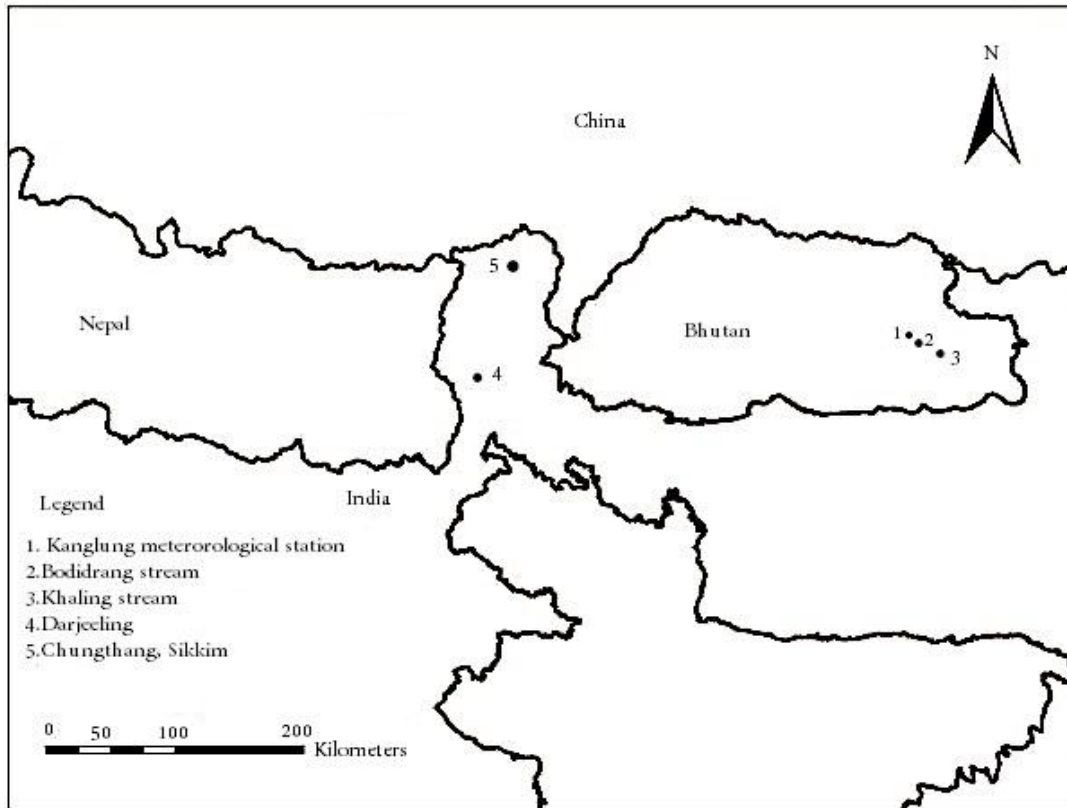 N
China
5
Nepal
Bhutan
1
2
3
4
India
Legend
1. Kanglung meterorological station
2.Bodidrang stream
3.Khaling stream
4.Darjeeling
5.Chungthang, Sikkim
0 50 100 200
Kilometers